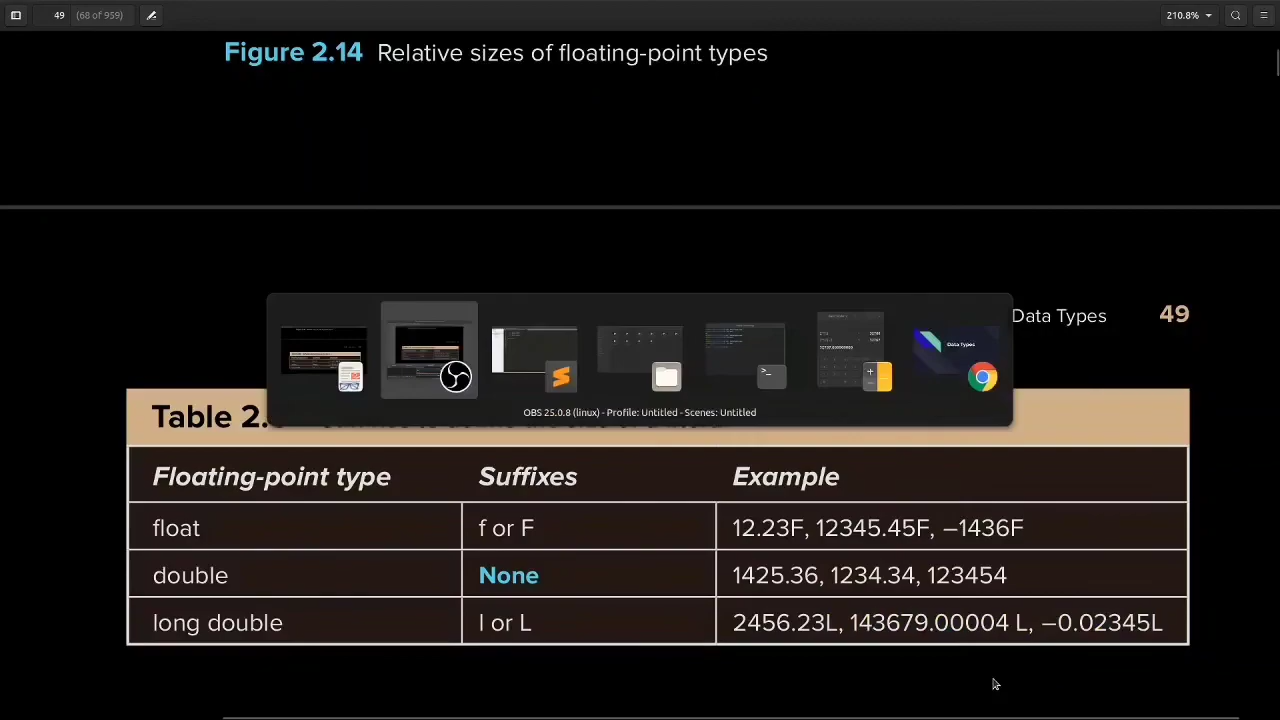 49 (68 of 959) 210.8%
Figure 2.14 Relative sizes of floating-point types
Data Types 49
Data Types
OBS 25.0.8 (linux) - Profile: Untitled - Scenes: Untitled
Table 2.
Floating-point type Suffixes Example
float f or F 12.23F, 12345.45F, –1436F
double None 1425.36, 1234.34, 123454
long double l or L 2456.23L, 143679.00004 L, –0.02345L